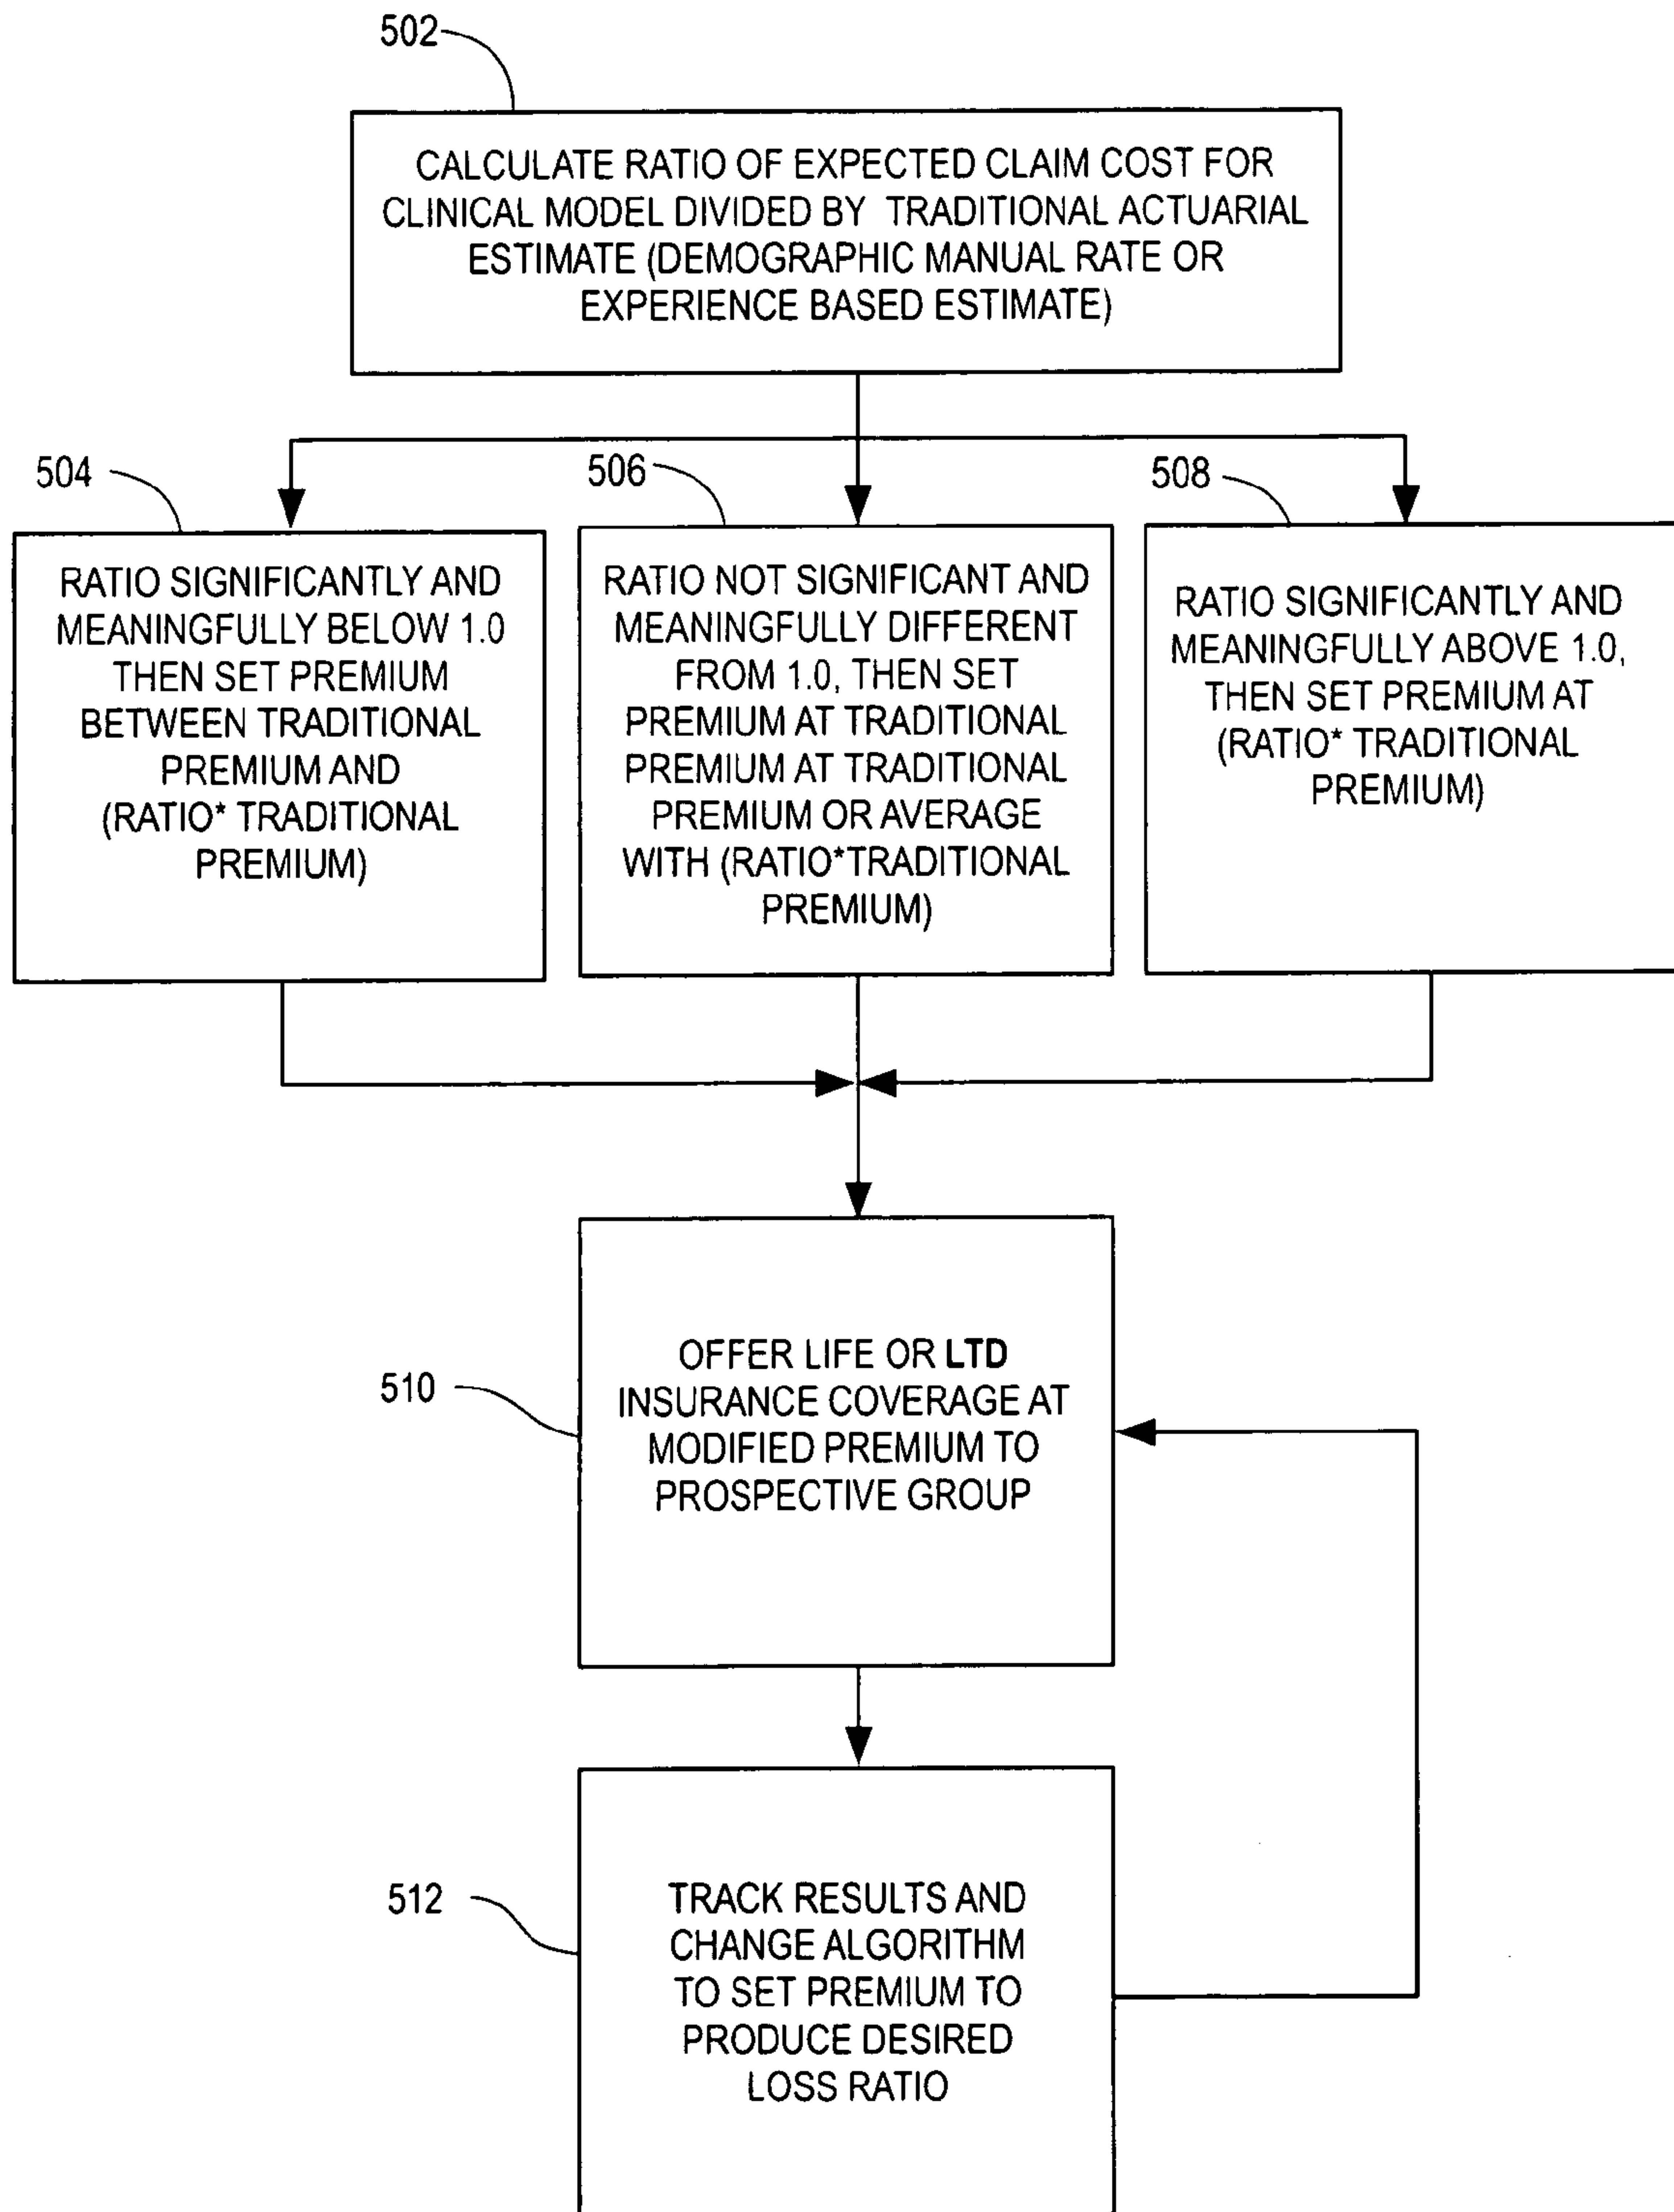 502
CALCULATE RATIO OF EXPECTED CLAIM COST FOR
CLINICAL MODEL DIVIDED BY TRADITIONAL ACTUARIAL
ESTIMATE (DEMOGRAPHIC MANUAL RATE OR
EXPERIENCE BASED ESTIMATE)
504
RATIO SIGNIFICANTLY AND
MEANINGFULLY BELOW 1.0
THEN SET PREMIUM
BETWEEN TRADITIONAL
PREMIUM AND
(RATIO* TRADITIONAL
PREMIUM)
506
RATIO NOT SIGNIFICANT AND
MEANINGFULLY DIFFERENT
FROM 1.0, THEN SET
PREMIUM AT TRADITIONAL
PREMIUM AT TRADITIONAL
PREMIUM OR AVERAGE
WITH (RATIO*TRADITIONAL
PREMIUM)
508
RATIO SIGNIFICANTLY AND
MEANINGFULLY ABOVE 1.0,
THEN SET PREMIUM AT
(RATIO* TRADITIONAL
PREMIUM)
510
OFFER LIFE OR LTD
INSURANCE COVERAGE AT
MODIFIED PREMIUM TO
PROSPECTIVE GROUP
512
TRACK RESULTS AND
CHANGE ALGORITHM
TO SET PREMIUM TO
PRODUCE DESIRED
LOSS RATIO